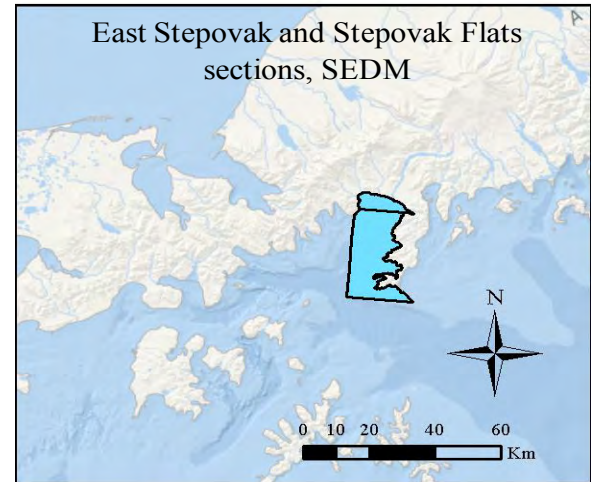 East Stepovak and Stepovak Flats
sections, SEDM
N
0 10 20 40 60
Km